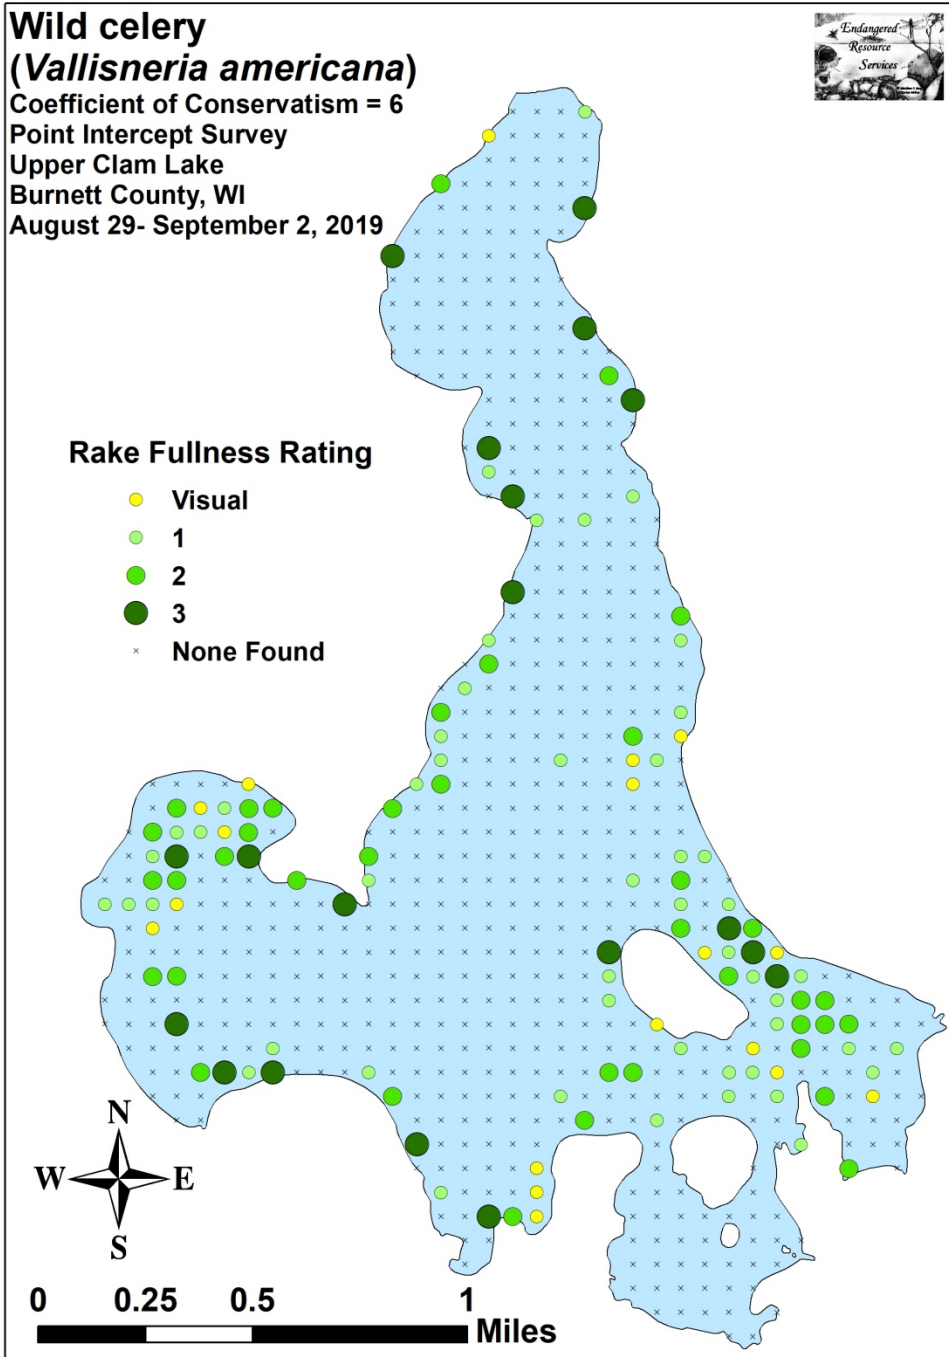 Wild celery
(Vallisneria americana)
Coefficient of Conservatism = 6
Point Intercept Survey
Upper Clam Lake
Burnett County, WI
August 29- September 2, 2019
Endangered
Resource
Services
Rake Fullness Rating
Visual
1
2
3
None Found
N
W E
S
0 0.25 0.5 1
Miles